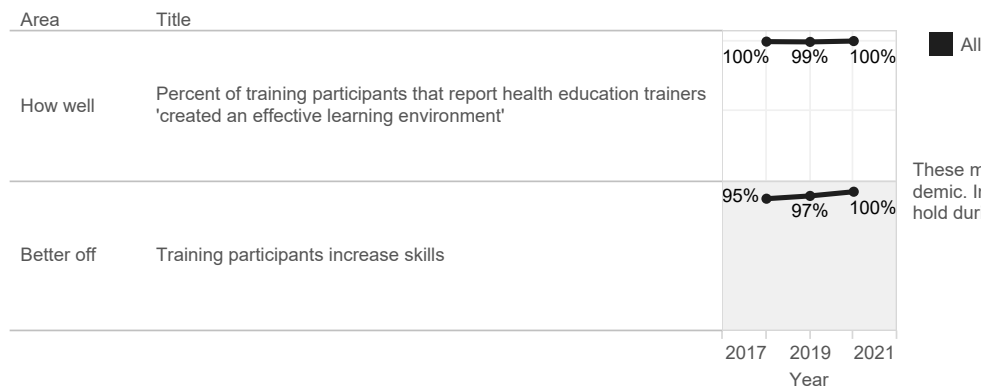 Area Title
100% 99% 100%
All
How well
Percent of training participants that report health education trainers
'created an effective learning environment'
These m
demic. I
hold dur
95% 97% 100%
Better off
Training participants increase skills
2017 2019 2021
Year